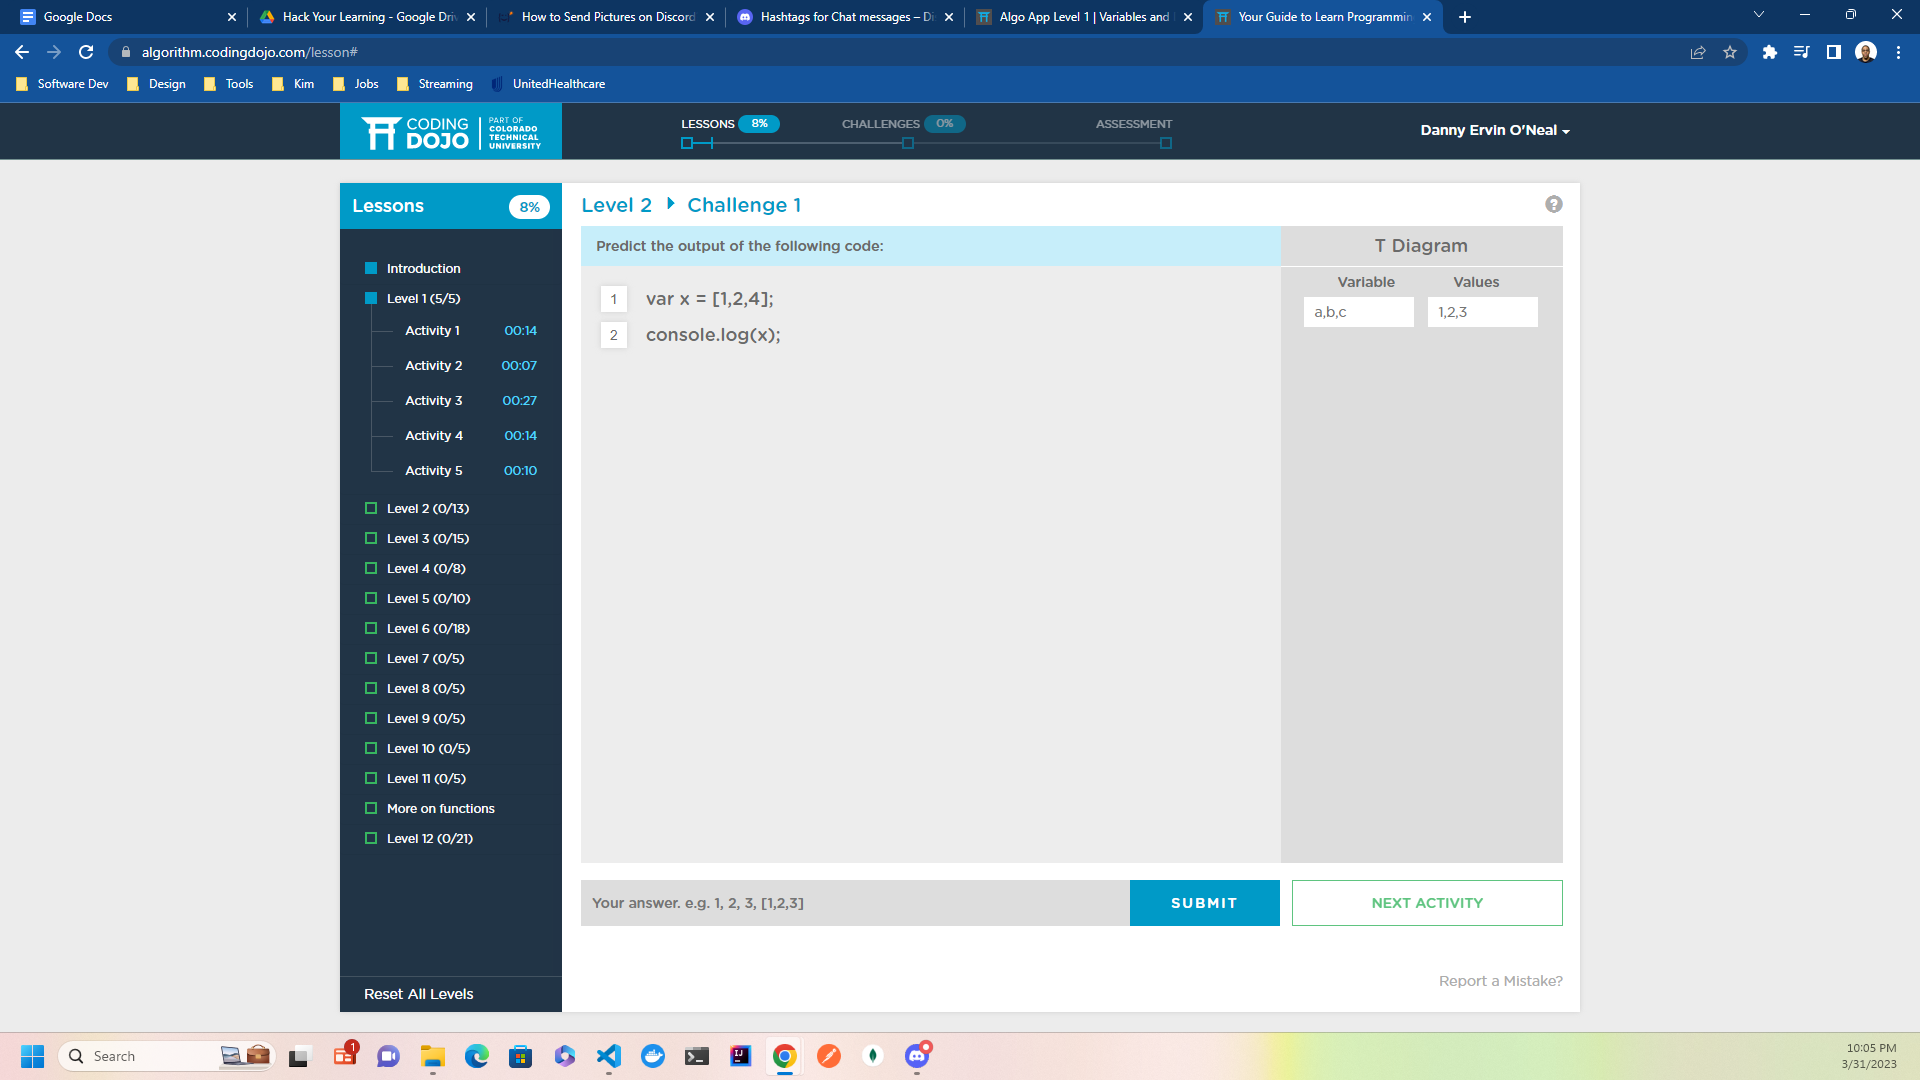 Google Docs
Hack Your Learning - Google Dri
How to Send Pictures on Discord
Hashtags for Chat messages – Di
Algo App Level 1 | Variables and
Your Guide to Learn Programmin
algorithm.codingdojo.com/lesson#
Software Dev
Design
Tools
Kim
Jobs
Streaming
UnitedHealthcare
CODING DOJO
PART OF
COLORADO
TECHNICAL
UNIVERSITY
LESSONS 8%
CHALLENGES 0%
ASSESSMENT
Danny Ervin O'Neal
Lessons 8%
Introduction
Level 1 (5/5)
Activity 1 00:14
Activity 2 00:07
Activity 3 00:27
Activity 4 00:14
Activity 5 00:10
Level 2 (0/13)
Level 3 (0/15)
Level 4 (0/8)
Level 5 (0/10)
Level 6 (0/18)
Level 7 (0/5)
Level 8 (0/5)
Level 9 (0/5)
Level 10 (0/5)
Level 11 (0/5)
More on functions
Level 12 (0/21)
Reset All Levels
Level 2 Challenge 1
?
Predict the output of the following code:
1 var x = [1,2,4];
2 console.log(x);
T Diagram
Variable Values
a,b,c 1,2,3
Your answer. e.g. 1, 2, 3, [1,2,3]
SUBMIT
NEXT ACTIVITY
Report a Mistake?
Search
1
IJ
10:05 PM
3/31/2023